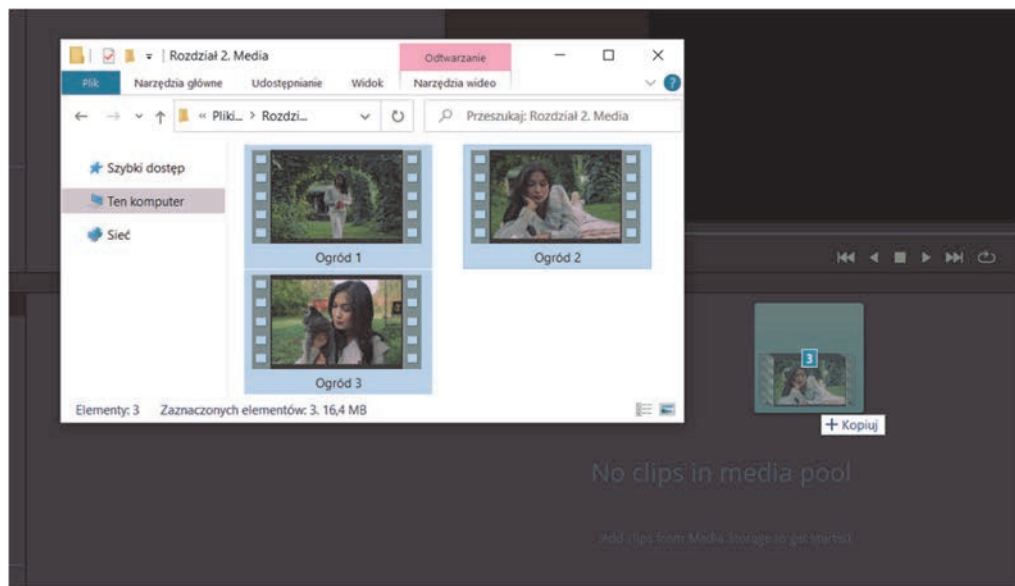 Rozdział 2. Media
Odtwarzanie
Plik
Narzędzia główne
Udostępnianie
Widok
Narzędzia wideo
?
« Pliki... > Rozdzi...
Przeszukaj: Rozdział 2. Media
Szybki dostęp
Ten komputer
Sieć
Ogród 1
Ogród 2
Ogród 3
Elementy: 3 Zaznaczonych elementów: 3. 16,4 MB
3
+ Kopiuj
No clips in media pool
Add clips from Media Storage to get started